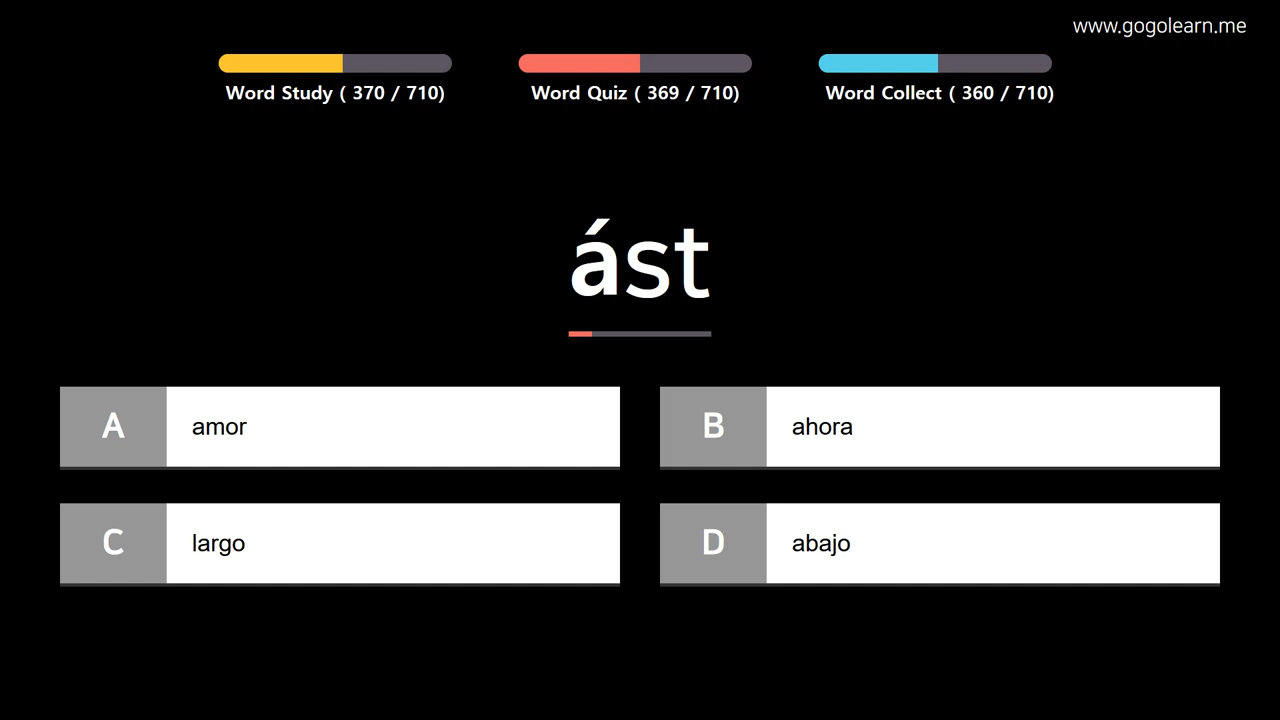 www.gogolearn.me
Word Study ( 370 / 710)
Word Quiz ( 369 / 710)
Word Collect ( 360 / 710)
ást
A amor
B ahora
C largo
D abajo